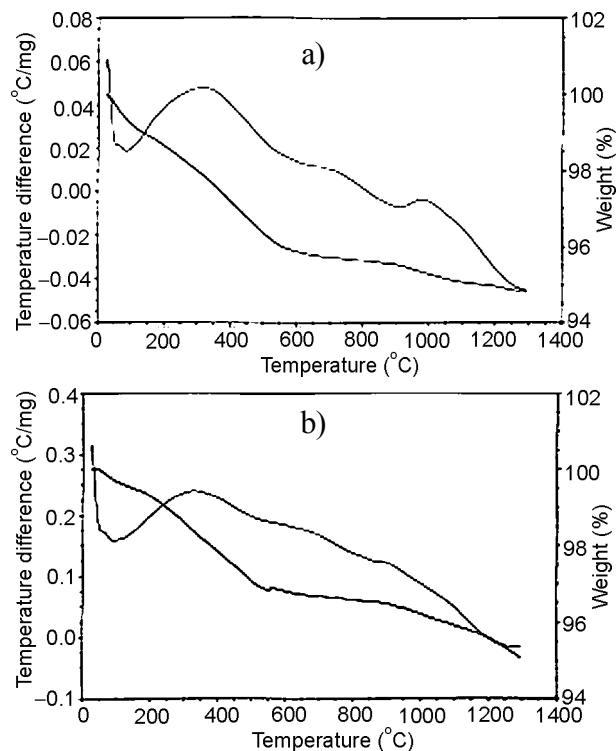 a)
Temperature difference (°C/mg)
0.08
0.06
0.04
0.02
0.00
–0.02
–0.04
–0.06
102
100
98
96
94
Weight (%)
0 200 400 600 800 1000 1200 1400
Temperature (°C)
b)
Temperature difference (°C/mg)
0.4
0.3
0.2
0.1
0.0
–0.1
102
100
98
96
94
Weight (%)
0 200 400 600 800 1000 1200 1400
Temperature (°C)